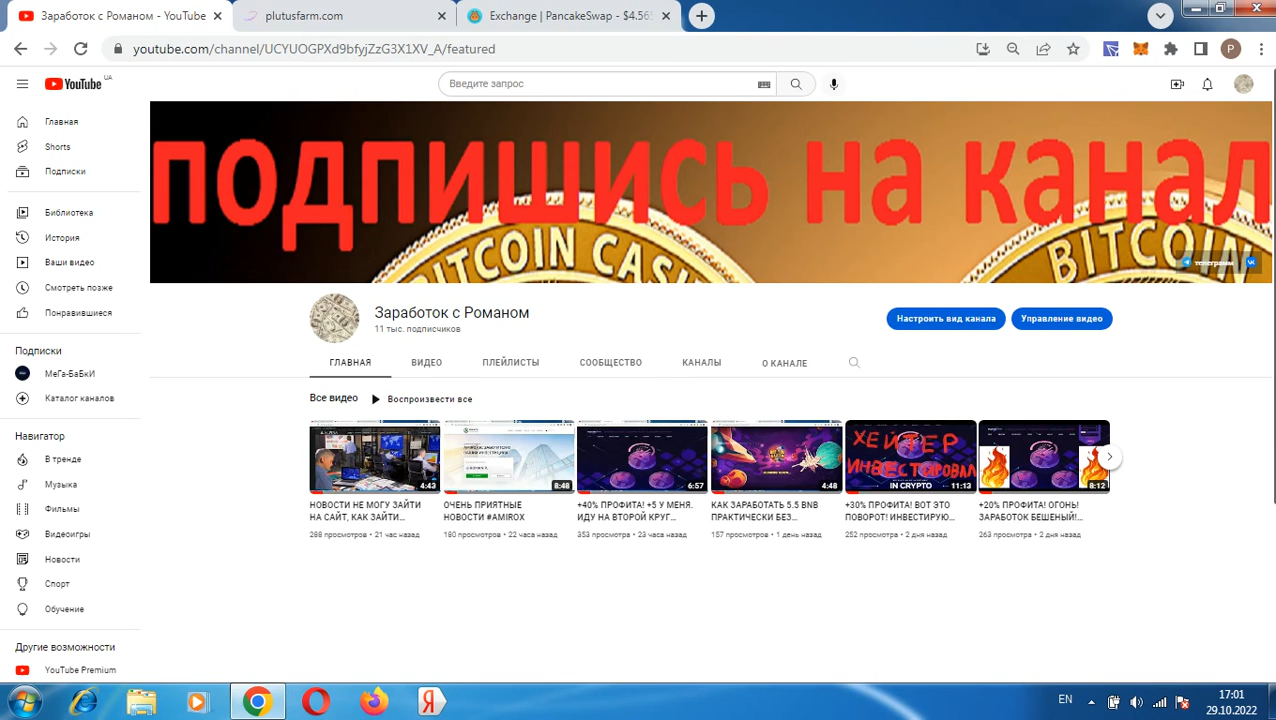 Заработок с Романом - YouTube
plutusfarm.com
Exchange | PancakeSwap - $4.565
youtube.com/channel/UCYUOGPXd9bfyjZzG3X1XV_A/featured
P
YouTube UA
Введите запрос
Главная
Shorts
Подписки
Библиотека
История
Ваши видео
Смотреть позже
Понравившиеся
Подписки
МеГа-БаБкИ
Каталог каналов
Навигатор
В тренде
Музыка
Фильмы
Видеоигры
Новости
Спорт
Обучение
Другие возможности
YouTube Premium
подпишись на канал
BITCOIN CASH
BITCOIN
телеграмм
Заработок с Романом
11 тыс. подписчиков
Настроить вид канала
Управление видео
ГЛАВНАЯ
ВИДЕО
ПЛЕЙЛИСТЫ
СООБЩЕСТВО
КАНАЛЫ
О КАНАЛЕ
Все видео
Воспроизвести все
4:43
НОВОСТИ НЕ МОГУ ЗАЙТИ
НА САЙТ, КАК ЗАЙТИ...
288 просмотров • 21 час назад
8:48
ОЧЕНЬ ПРИЯТНЫЕ
НОВОСТИ #AMIROX
180 просмотров • 22 часа назад
6:57
+40% ПРОФИТА! +5 У МЕНЯ.
ИДУ НА ВТОРОЙ КРУГ...
353 просмотра • 23 часа назад
4:48
КАК ЗАРАБОТАТЬ 5.5 BNB
ПРАКТИЧЕСКИ БЕЗ...
157 просмотров • 1 день назад
ХЕЙТЕР
ИНВЕСТИРОВАЛ
IN CRYPTO
11:13
+30% ПРОФИТА! ВОТ ЭТО
ПОВОРОТ! ИНВЕСТИРУЮ...
252 просмотра • 2 дня назад
8:12
+20% ПРОФИТА! ОГОНЬ!
ЗАРАБОТОК БЕШЕНЫЙ!...
263 просмотра • 2 дня назад
EN
17:01
29.10.2022